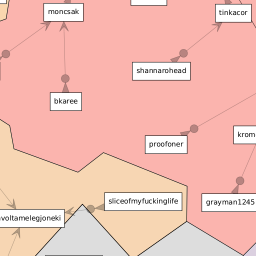 moncsak
tinkacor
shannarohead
bkaree
proofoner
krom
sliceofmyfuckinglife
grayman1245
voltamelegjoneki